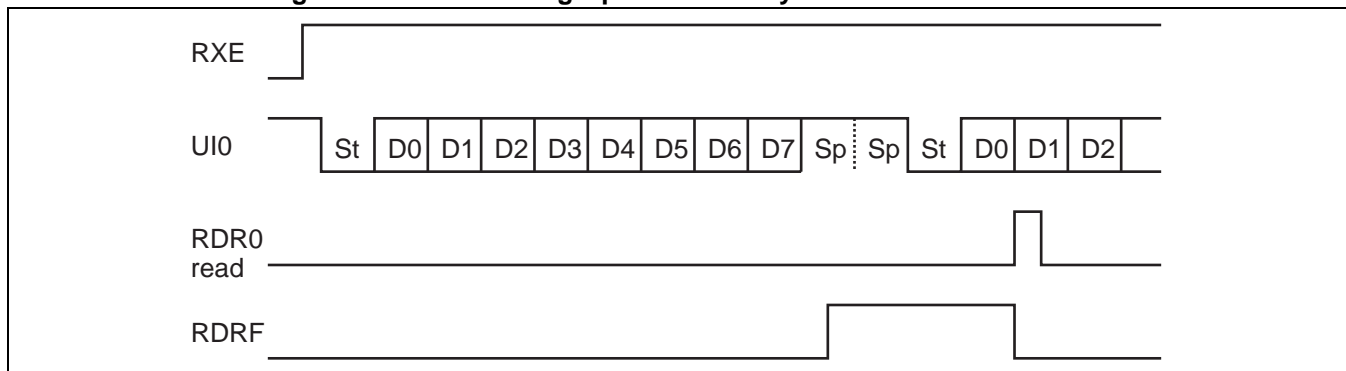 RXE
UI0 St D0 D1 D2 D3 D4 D5 D6 D7 Sp Sp St D0 D1 D2
RDR0
read
RDRF